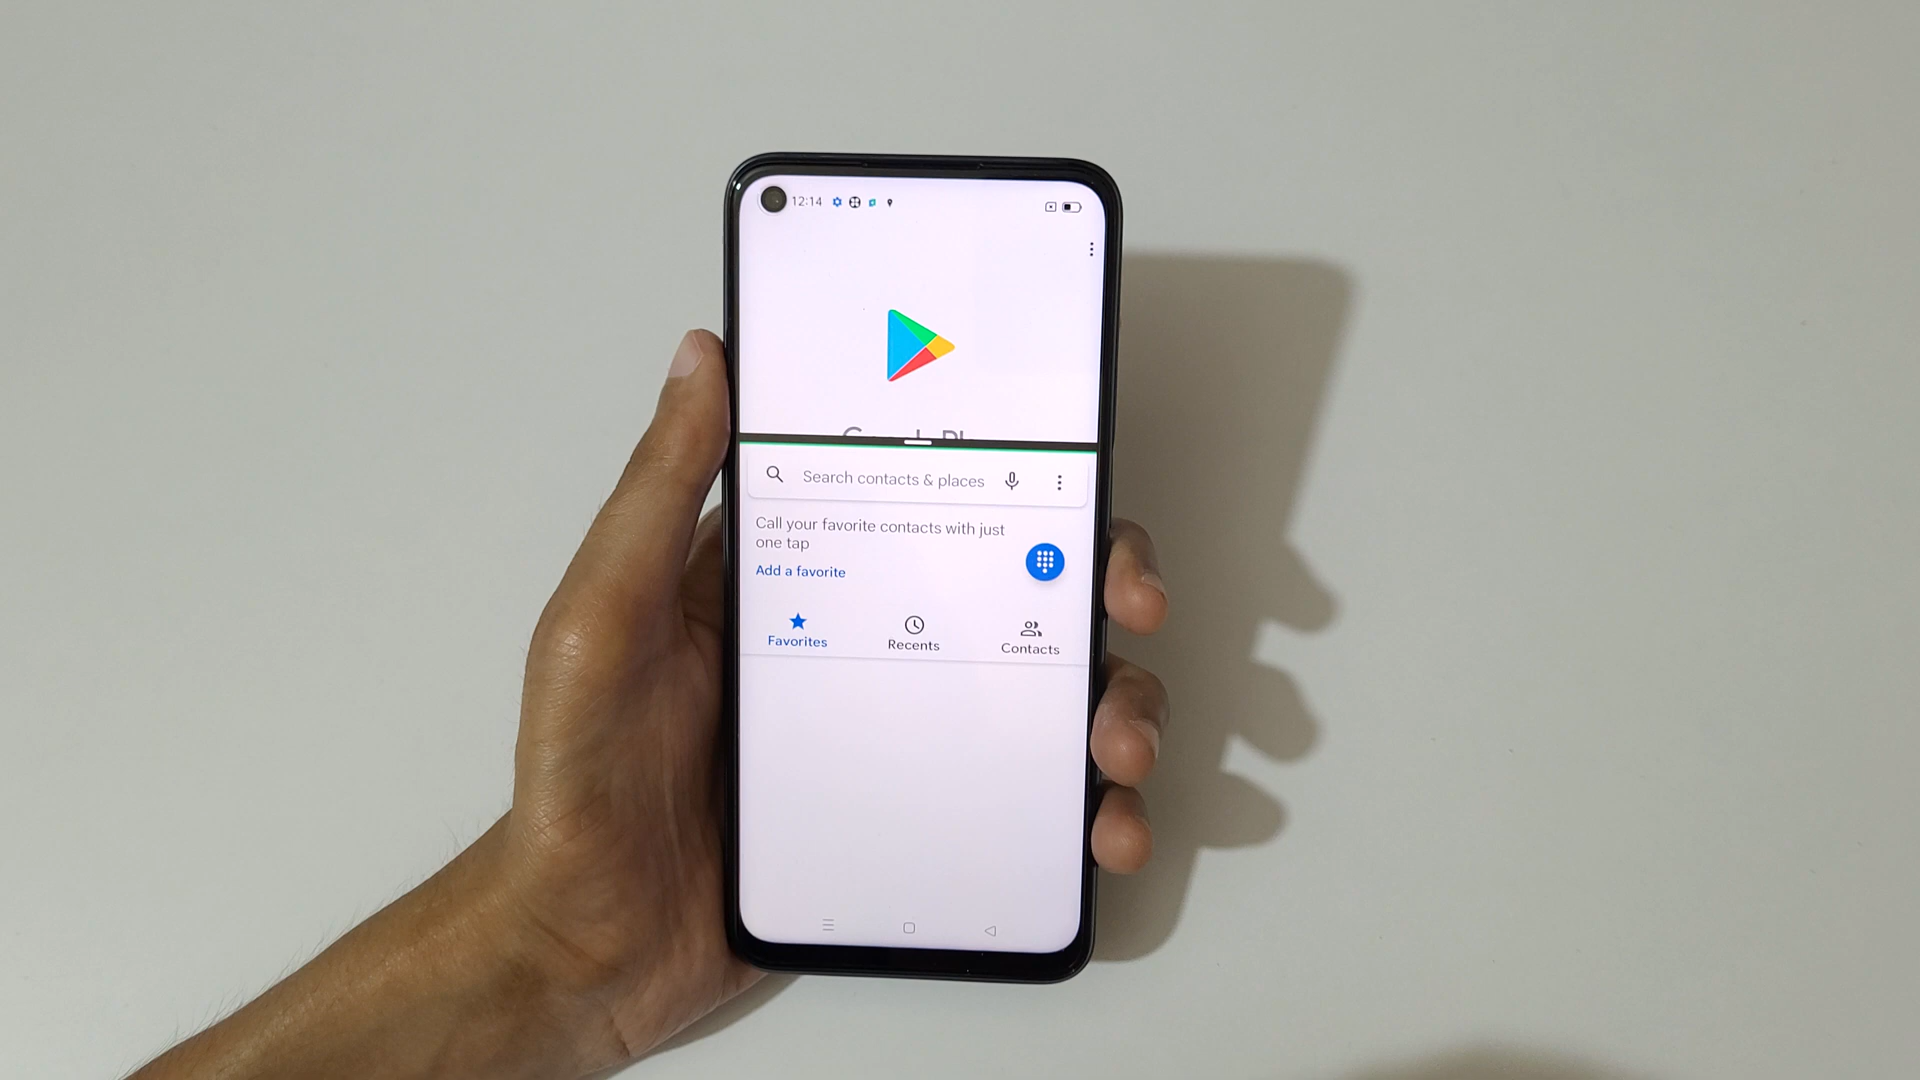 12:14
Search contacts & places
Call your favorite contacts with just
one tap
Add a favorite
Favorites
Recents
Contacts